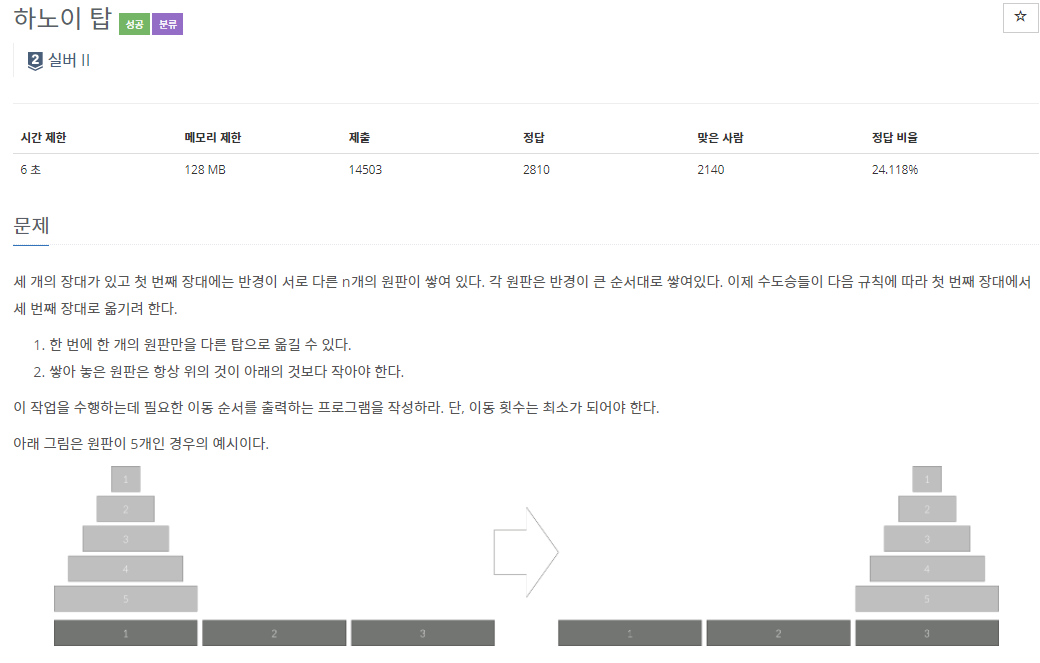 하노이 탑 성공 분류
☆
2 실버 II
시간 제한 메모리 제한 제출 정답 맞은 사람 정답 비율
6 초 128 MB 14503 2810 2140 24.118%
문제
세 개의 장대가 있고 첫 번째 장대에는 반경이 서로 다른 n개의 원판이 쌓여 있다. 각 원판은 반경이 큰 순서대로 쌓여있다. 이제 수도승들이 다음 규칙에 따라 첫 번째 장대에서
세 번째 장대로 옮기려 한다.
1. 한 번에 한 개의 원판만을 다른 탑으로 옮길 수 있다.
2. 쌓아 놓은 원판은 항상 위의 것이 아래의 것보다 작아야 한다.
이 작업을 수행하는데 필요한 이동 순서를 출력하는 프로그램을 작성하라. 단, 이동 횟수는 최소가 되어야 한다.
아래 그림은 원판이 5개인 경우의 예시이다.
1 1
2 2
3 3
4 4
5 5
1 2 3 1 2 3